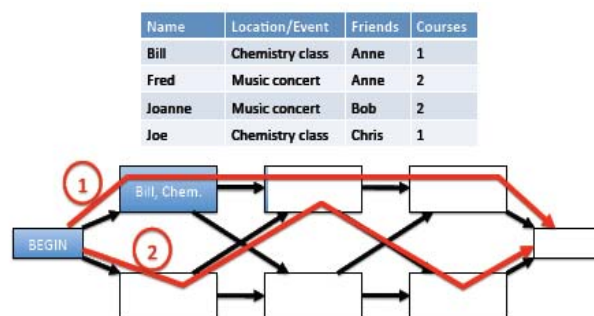 Name Location/Event Friends Courses
Bill Chemistry class Anne 1
Fred Music concert Anne 2
Joanne Music concert Bob 2
Joe Chemistry class Chris 1
1
Bill, Chem.
BEGIN
2